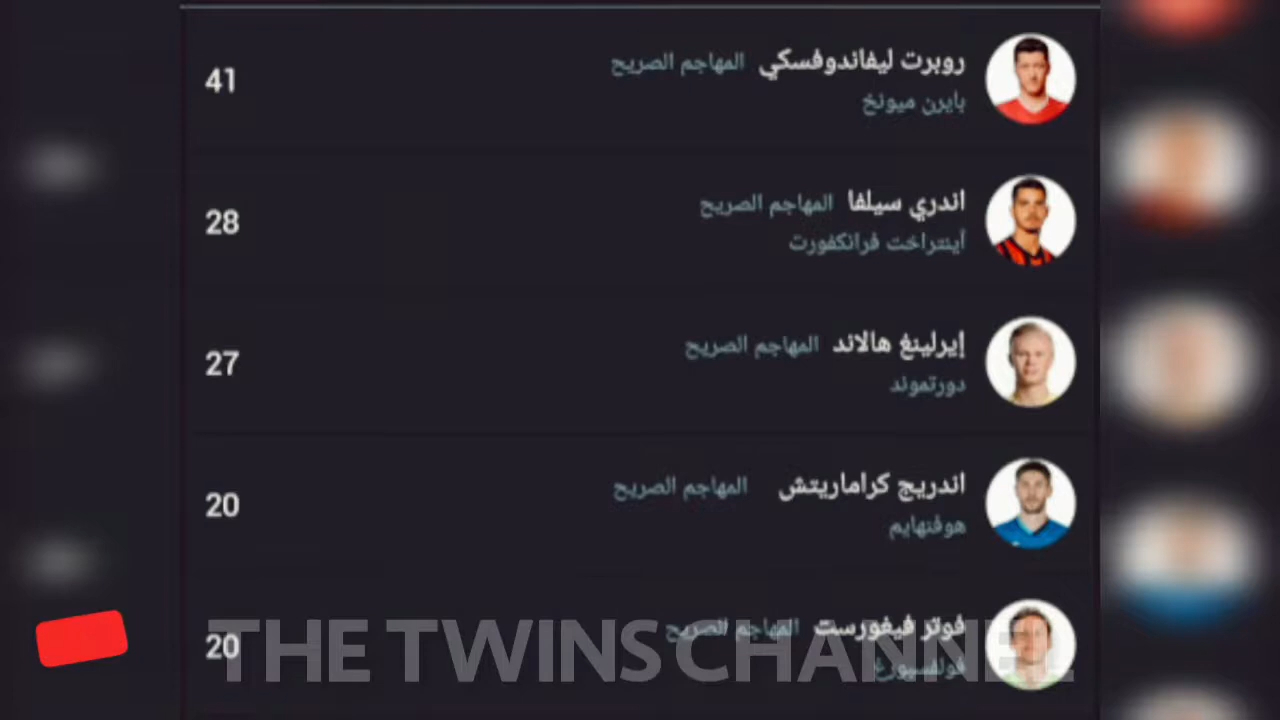 روبرت ليفاندوفسكي المهاجم الصريح 41
بايرن ميونخ
اندري سيلفا المهاجم الصريح 28
آينتراخت فرانكفورت
إيرلينغ هالاند المهاجم الصريح 27
دورتموند
اندريج كراماريتش المهاجم الصريح 20
هوفنهايم
فوتر فيغورست المهاجم الصريح 20
فولفسبورغ
THE TWINS CHANNEL